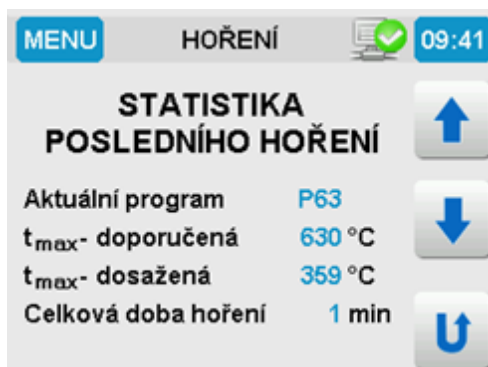 MENU HOŘENÍ 09:41
STATISTIKA
POSLEDNÍHO HOŘENÍ
Aktuální program P63
tmax- doporučená 630 °C
tmax- dosažená 359 °C
Celková doba hoření 1 min